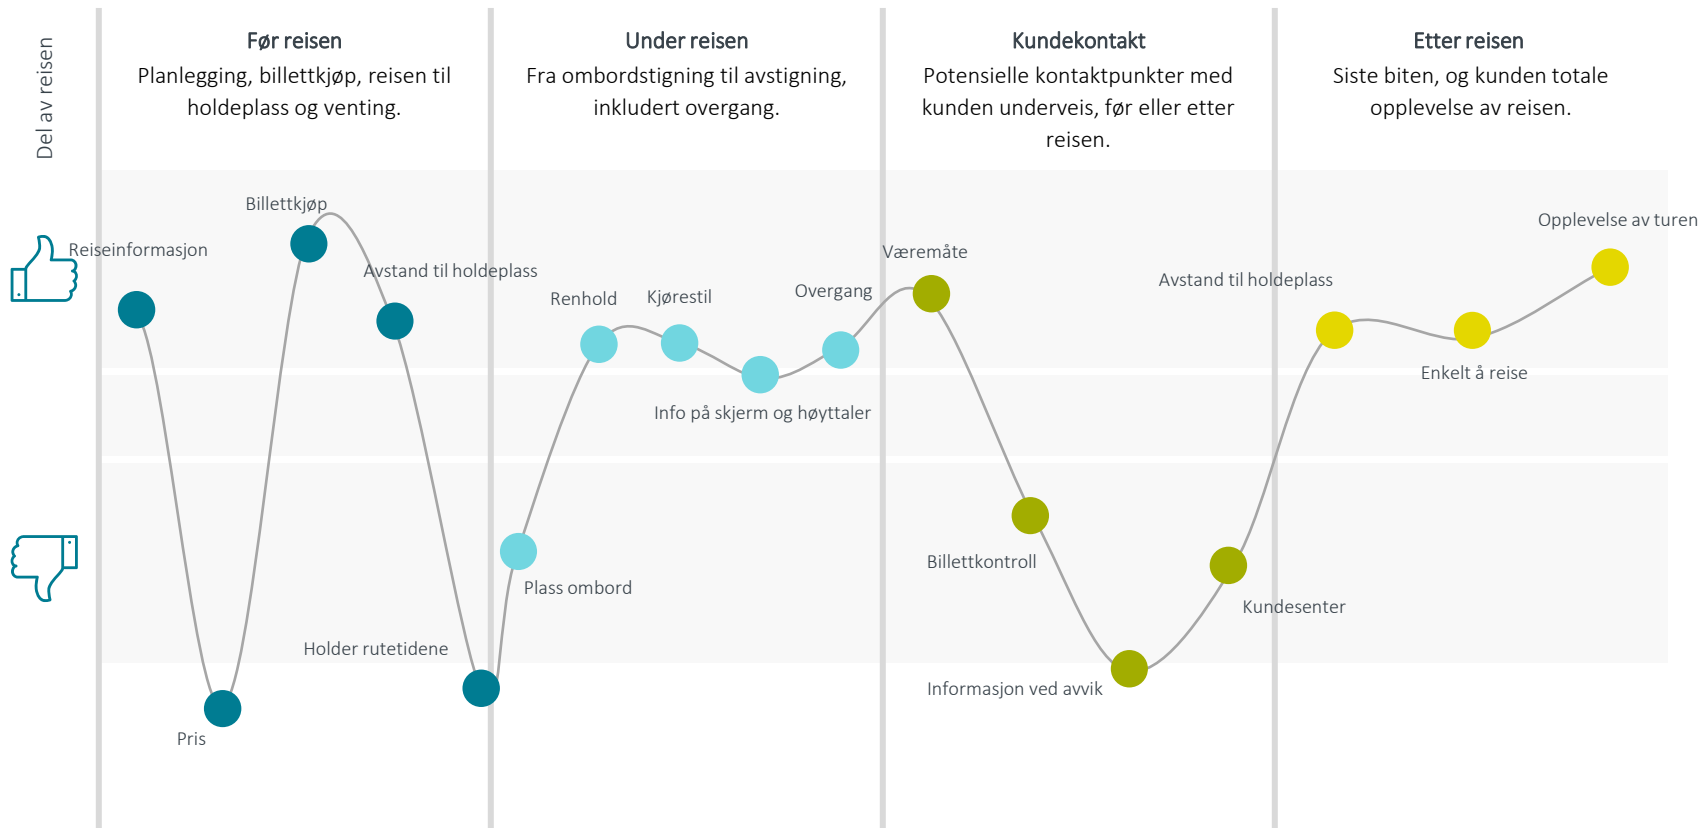 Del av reisen
Før reisen
Planlegging, billettkjøp, reisen til
holdeplass og venting.
Under reisen
Fra ombordstigning til avstigning,
inkludert overgang.
Kundekontakt
Potensielle kontaktpunkter med
kunden underveis, før eller etter
reisen.
Etter reisen
Siste biten, og kunden totale
opplevelse av reisen.
Reiseinformasjon
Pris
Billettkjøp
Avstand til holdeplass
Holder rutetidene
Plass ombord
Renhold
Kjørestil
Info på skjerm og høyttaler
Overgang
Væremåte
Billettkontroll
Informasjon ved avvik
Kundesenter
Avstand til holdeplass
Enkelt å reise
Opplevelse av turen